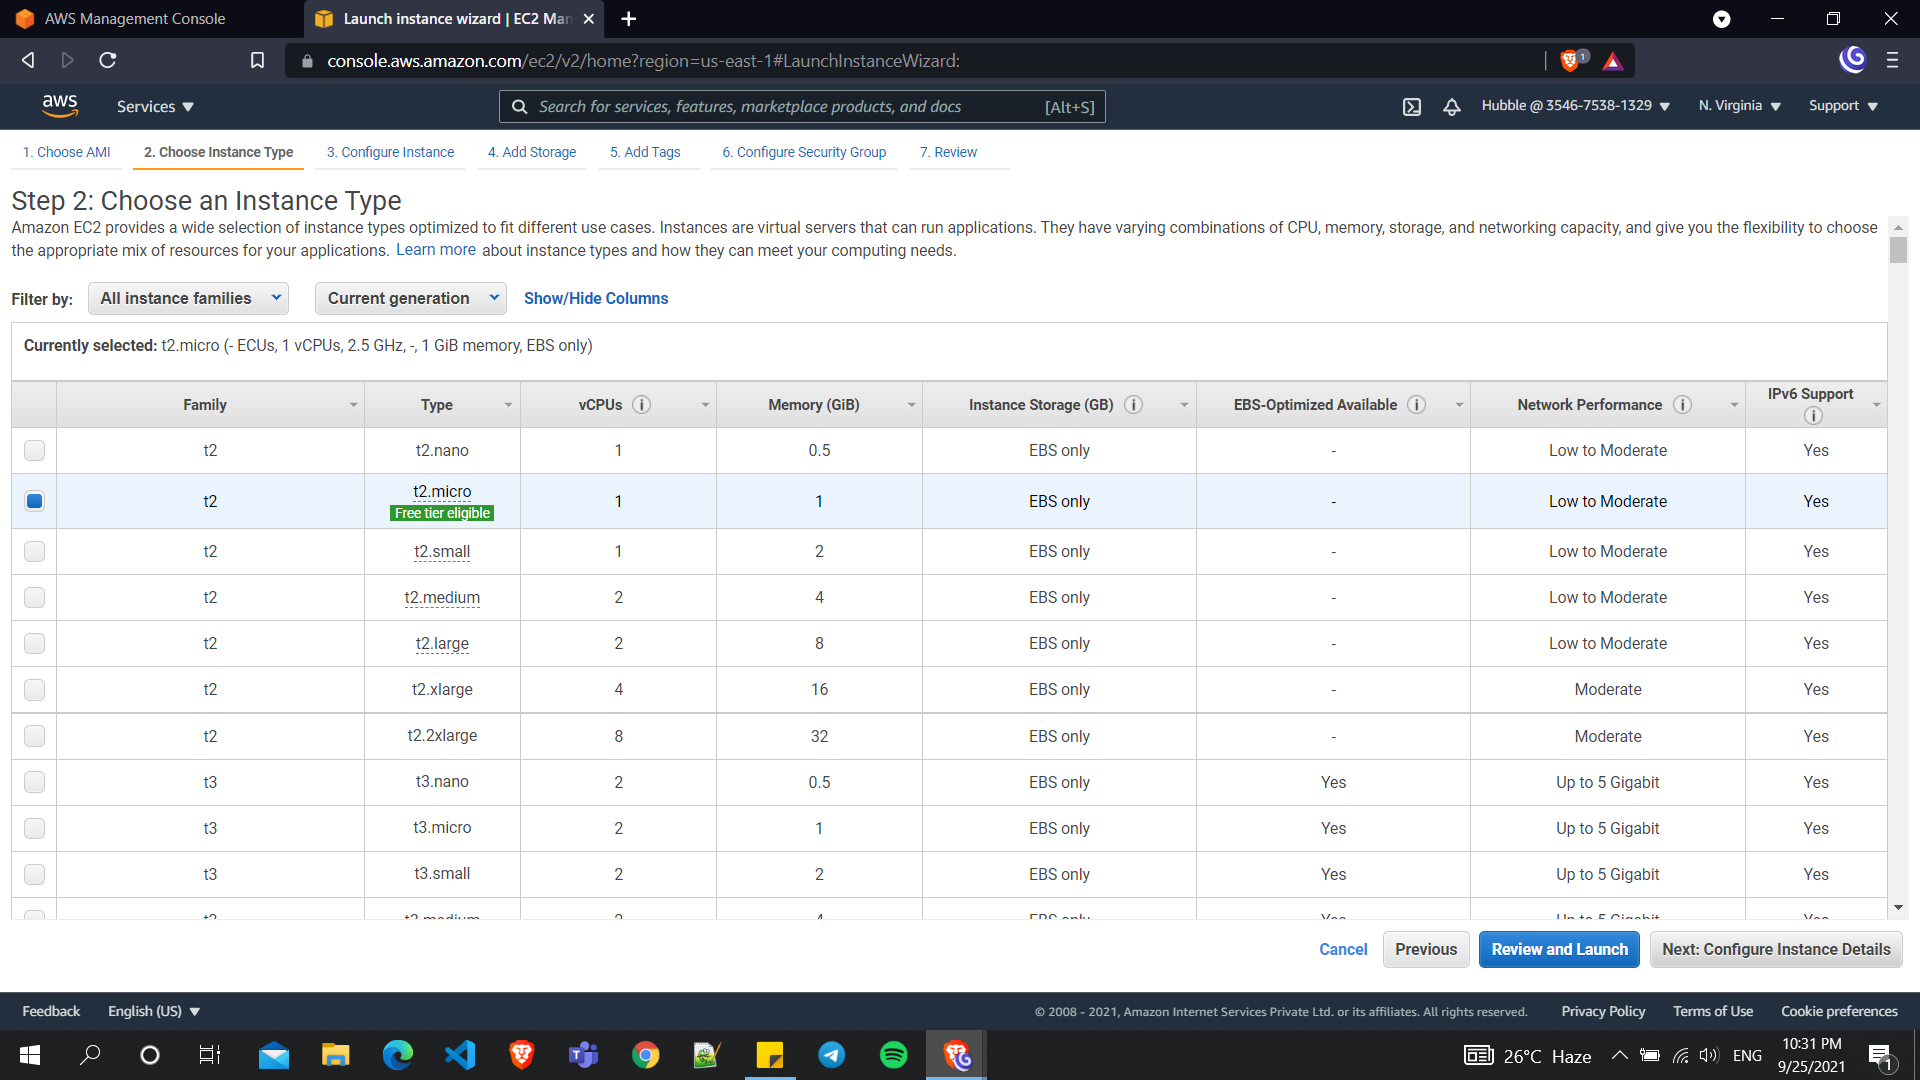 AWS Management Console
Launch instance wizard | EC2 Man
console.aws.amazon.com/ec2/v2/home?region=us-east-1#LaunchInstanceWizard:
1
aws
Services
Search for services, features, marketplace products, and docs [Alt+S]
Hubble @ 3546-7538-1329
N. Virginia
Support
1. Choose AMI
2. Choose Instance Type
3. Configure Instance
4. Add Storage
5. Add Tags
6. Configure Security Group
7. Review
Step 2: Choose an Instance Type
Amazon EC2 provides a wide selection of instance types optimized to fit different use cases. Instances are virtual servers that can run applications. They have varying combinations of CPU, memory, storage, and networking capacity, and give you the flexibility to choose
the appropriate mix of resources for your applications. Learn more about instance types and how they can meet your computing needs.
Filter by: All instance families Current generation Show/Hide Columns
Currently selected: t2.micro (- ECUs, 1 vCPUs, 2.5 GHz, -, 1 GiB memory, EBS only)
Family Type vCPUs Memory (GiB) Instance Storage (GB) EBS-Optimized Available Network Performance IPv6 Support
t2 t2.nano 1 0.5 EBS only - Low to Moderate Yes
t2 t2.micro 1 1 EBS only - Low to Moderate Yes
Free tier eligible
t2 t2.small 1 2 EBS only - Low to Moderate Yes
t2 t2.medium 2 4 EBS only - Low to Moderate Yes
t2 t2.large 2 8 EBS only - Low to Moderate Yes
t2 t2.xlarge 4 16 EBS only - Moderate Yes
t2 t2.2xlarge 8 32 EBS only - Moderate Yes
t3 t3.nano 2 0.5 EBS only Yes Up to 5 Gigabit Yes
t3 t3.micro 2 1 EBS only Yes Up to 5 Gigabit Yes
t3 t3.small 2 2 EBS only Yes Up to 5 Gigabit Yes
t3 t3.medium 2 4 EBS only Yes Up to 5 Gigabit Yes
Cancel Previous Review and Launch Next: Configure Instance Details
Feedback English (US) © 2008 - 2021, Amazon Internet Services Private Ltd. or its affiliates. All rights reserved. Privacy Policy Terms of Use Cookie preferences
26°C Haze ENG
10:31 PM
9/25/2021
1